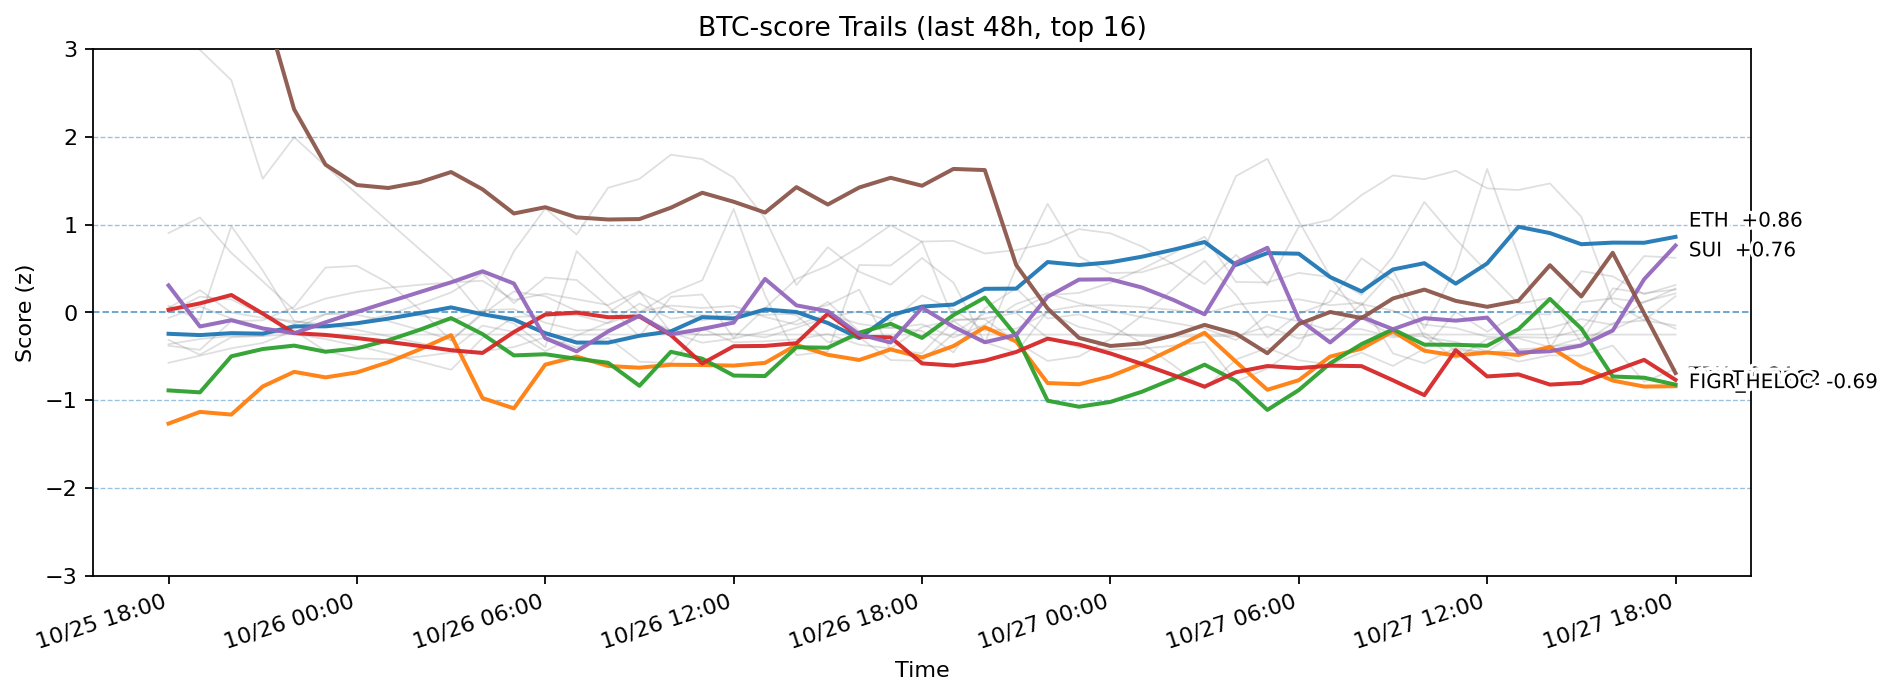 BTC-score Trails (last 48h, top 16)
Score (z)
3
2
1
0
−1
−2
−3
ETH +0.86
SUI +0.76
FIGR_HELOC -0.69
10/25 18:00
10/26 00:00
10/26 06:00
10/26 12:00
10/26 18:00
10/27 00:00
10/27 06:00
10/27 12:00
10/27 18:00
Time